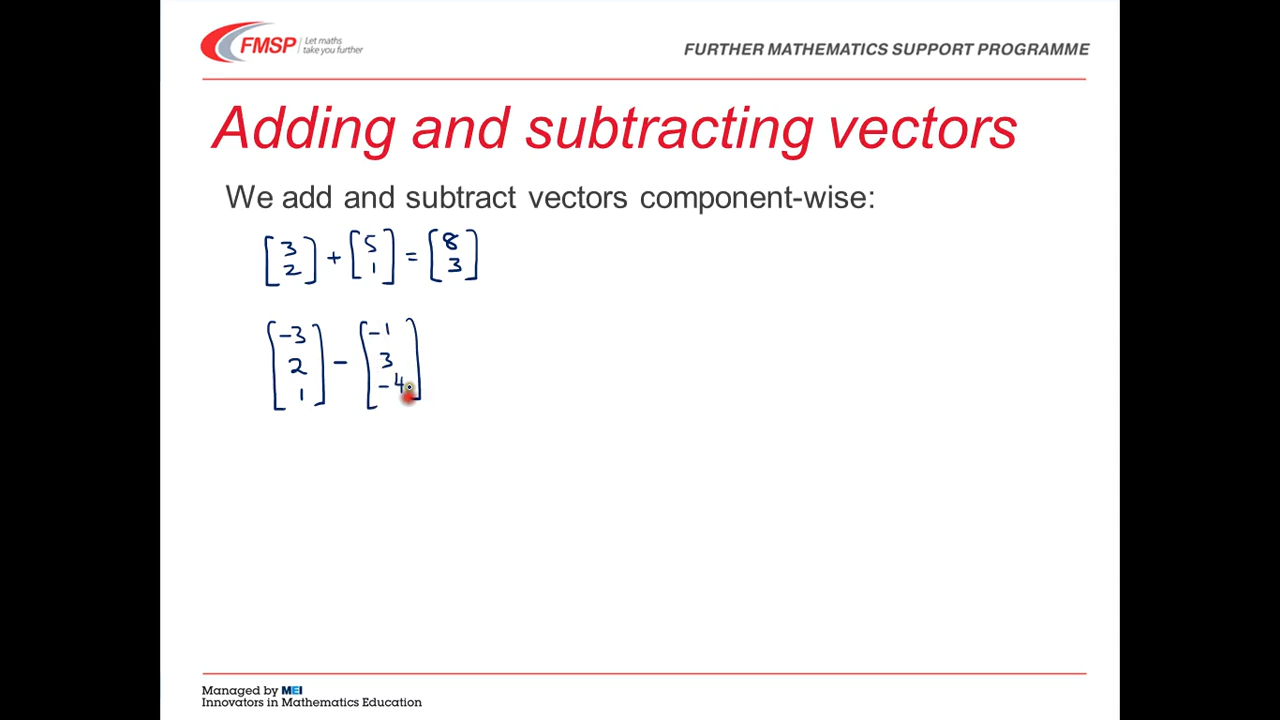 FMSP Let maths
take you further
FURTHER MATHEMATICS SUPPORT PROGRAMME
Adding and subtracting vectors
We add and subtract vectors component-wise:
[3 2] + [5 1] = [8 3]
[-3 2 1] - [-1 3 -4]
Managed by MEI
Innovators in Mathematics Education